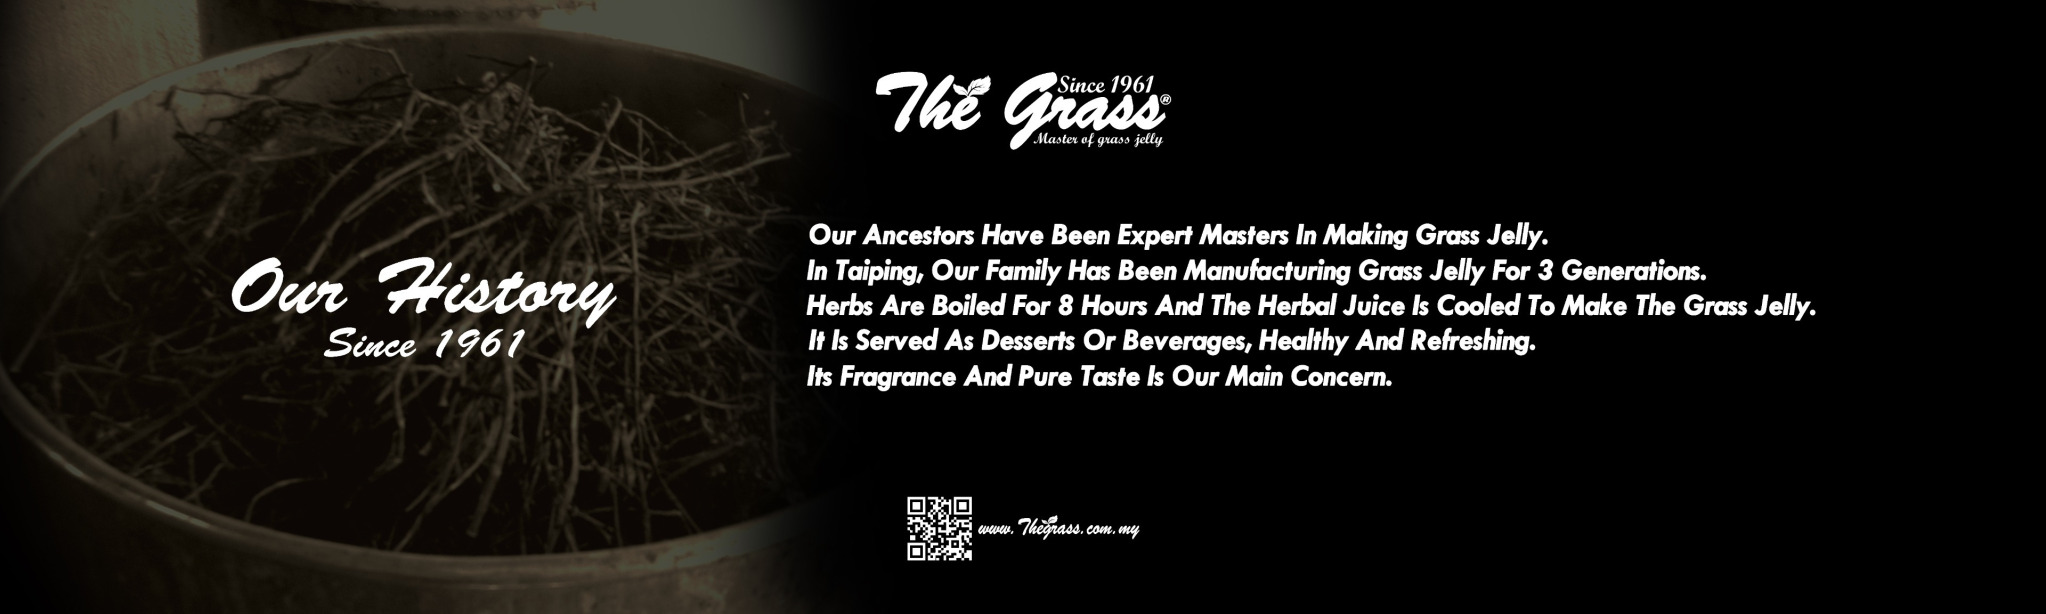 Our History
Since 1961
The Grass®
Since 1961
Master of grass jelly
Our Ancestors Have Been Expert Masters In Making Grass Jelly.
In Taiping, Our Family Has Been Manufacturing Grass Jelly For 3 Generations.
Herbs Are Boiled For 8 Hours And The Herbal Juice Is Cooled To Make The Grass Jelly.
It Is Served As Desserts Or Beverages, Healthy And Refreshing.
Its Fragrance And Pure Taste Is Our Main Concern.
www.Thegrass.com.my